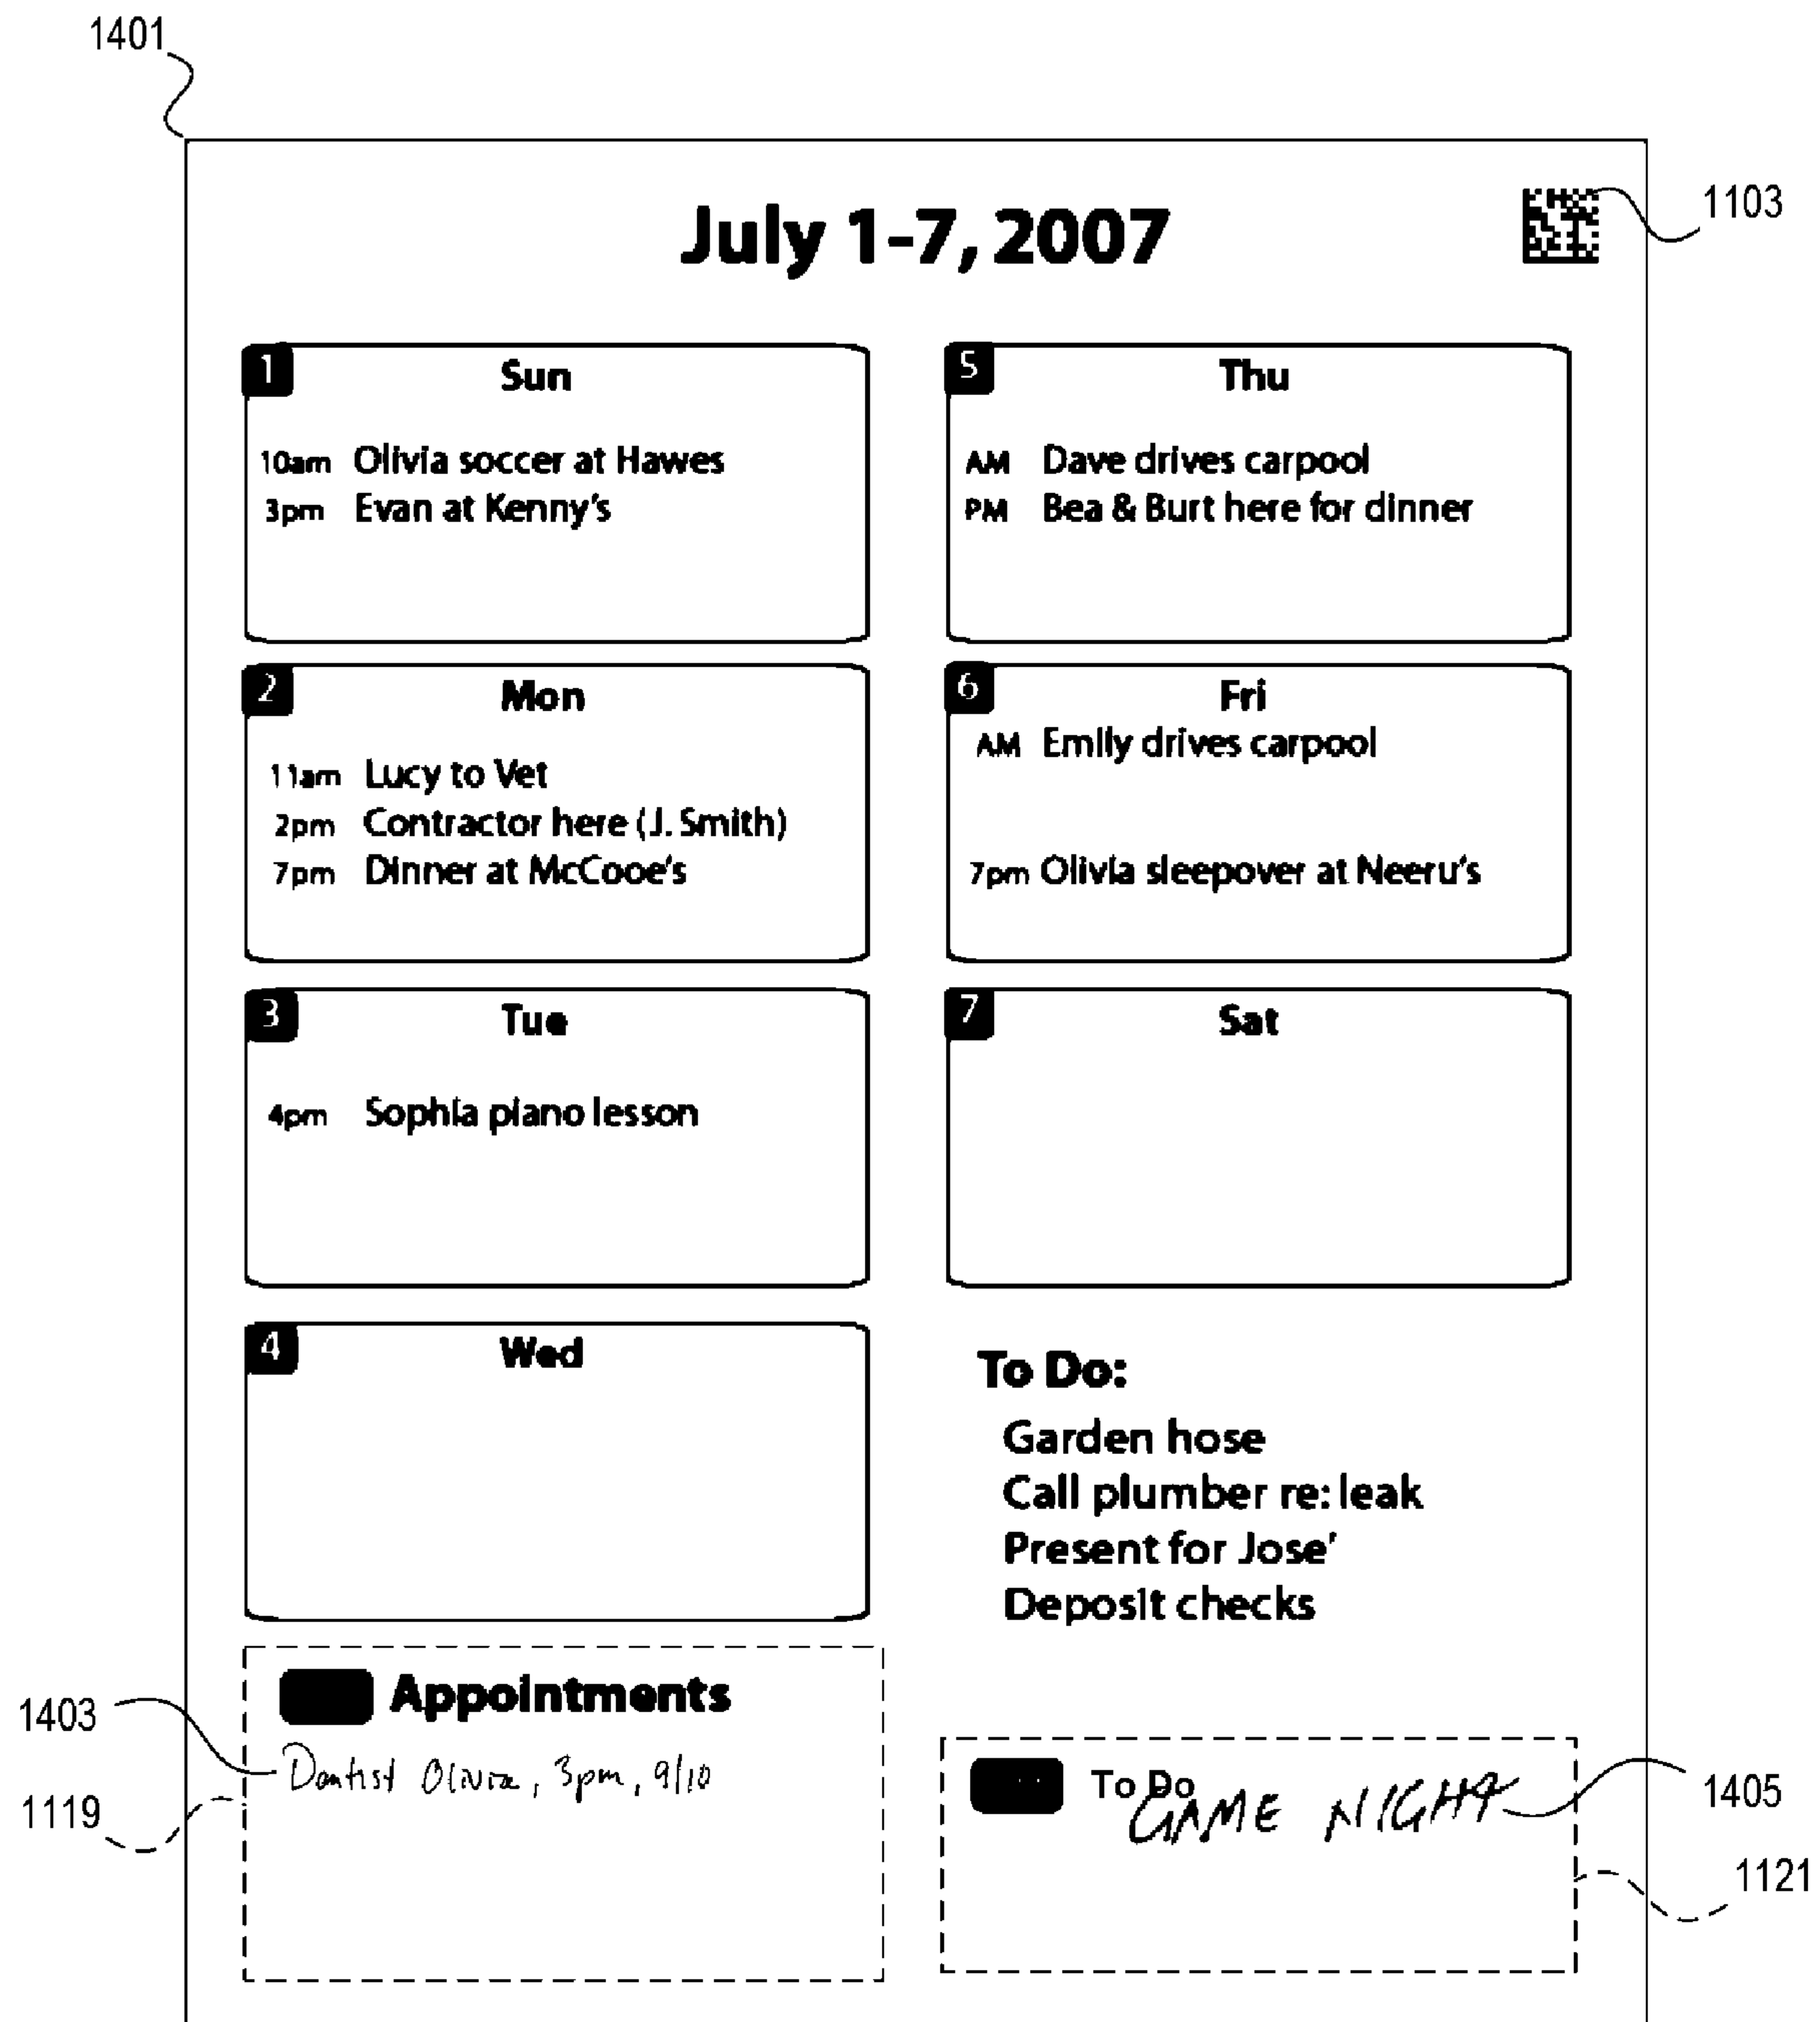 1401
1103
July 1-7, 2007
1
Sun
10am Olivia soccer at Hawes
3pm Evan at Kenny's
2
Mon
11am Lucy to Vet
2pm Contractor here (J. Smith)
7pm Dinner at McCooe's
3
Tue
4pm Sophia piano lesson
4
Wed
5
Thu
AM Dave drives carpool
PM Bea & Burt here for dinner
6
Fri
AM Emily drives carpool
7pm Olivia sleepover at Neeru's
7
Sat
To Do:
Garden hose
Call plumber re: leak
Present for Jose'
Deposit checks
Appointments
1403
Dentist Olivia, 3pm, 9/10
1119
To Do
GAME NIGHT
1405
1121